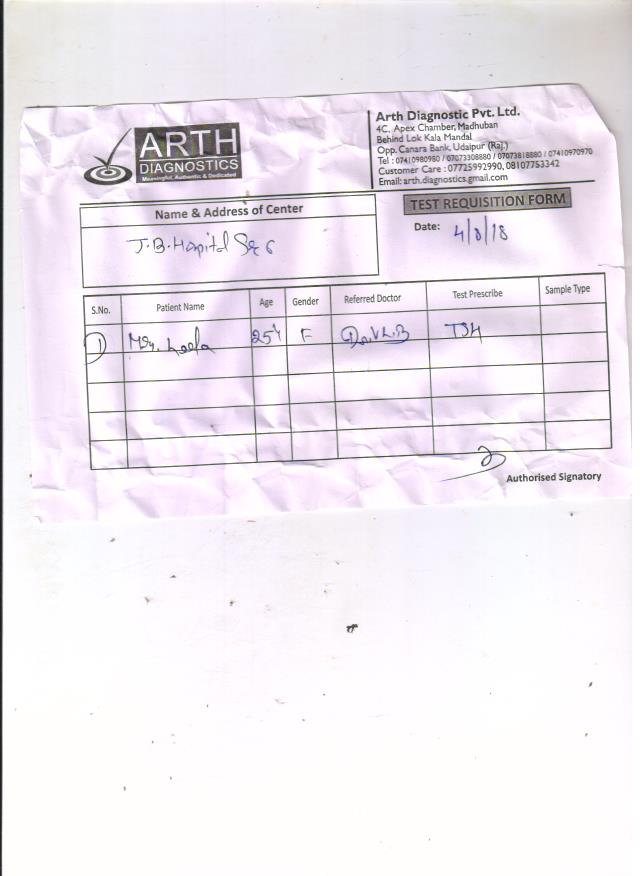 ARTH
DIAGNOSTICS
Meaningful, Authentic & Dedicated
Arth Diagnostic Pvt. Ltd.
4C, Apex Chamber, Madhuban
Behind Lok Kala Mandal
Opp. Canara Bank, Udaipur (Raj.)
Tel : 07410980980 / 07073308880 / 07073818880 / 07410970970
Customer Care : 07725992990, 08107753342
Email: arth.diagnostics.gmail.com
TEST REQUISITION FORM
Date: 4/8/18
Name & Address of Center
J.B. Hospital Sec 6
S.No. Patient Name Age Gender Referred Doctor Test Prescribe Sample Type
1 Leela 25y F TSH
Authorised Signatory